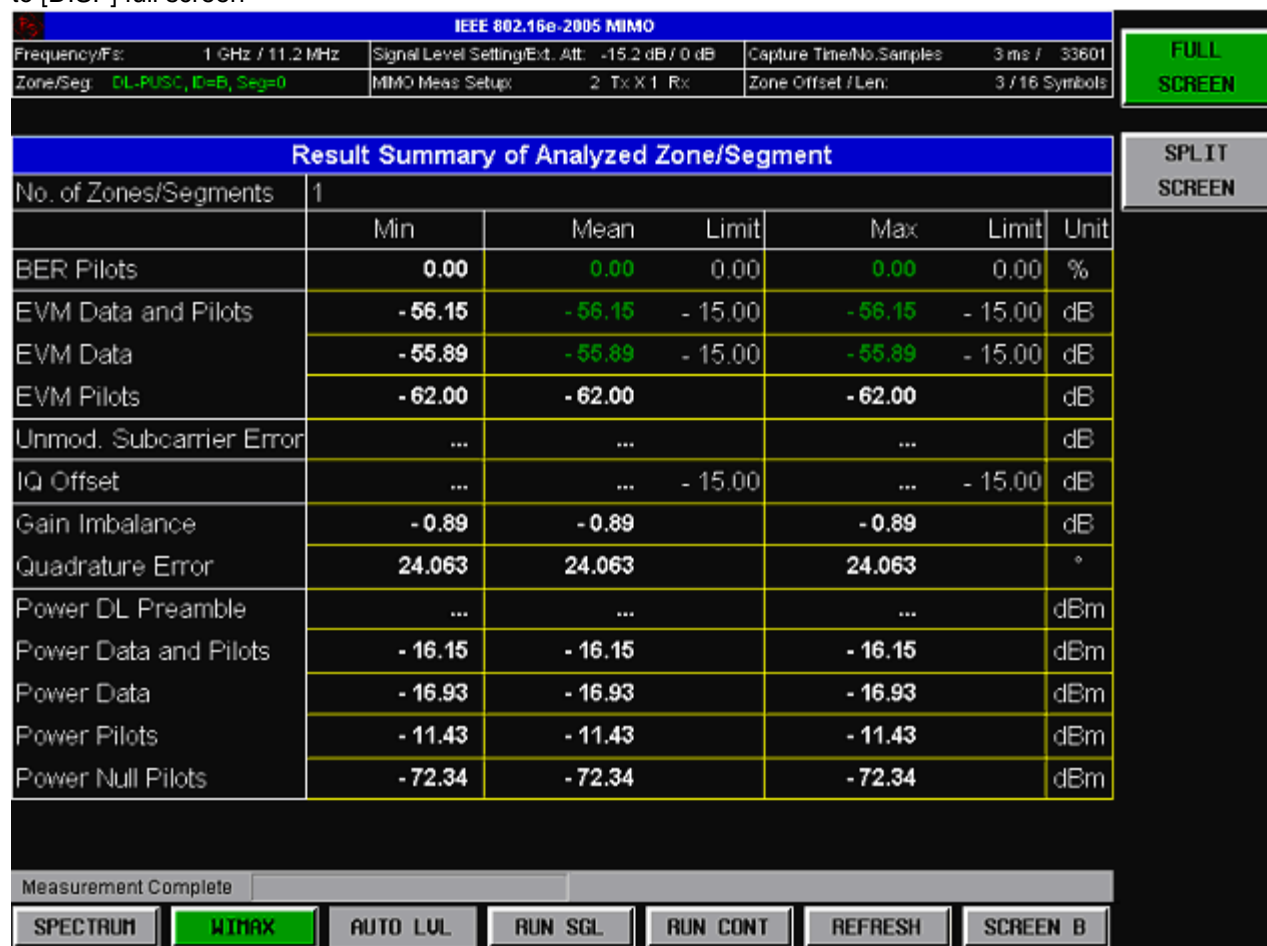 to [DISP] full screen
IEEE 802.16e-2005 MIMO
Frequency/Fs: 1 GHz / 11.2 MHz Signal Level Setting/Ext. Att: -15.2 dB / 0 dB Capture Time/No.Samples 3 ms / 33601
Zone/Seg: DL-PUSC, ID=B, Seg=0 MIMO Meas Setup: 2 Tx X 1 Rx Zone Offset / Len: 3 / 16 Symbols
FULL
SCREEN
SPLIT
SCREEN
Result Summary of Analyzed Zone/Segment
No. of Zones/Segments 1
Min Mean Limit Max Limit Unit
BER Pilots 0.00 0.00 0.00 0.00 0.00 %
EVM Data and Pilots - 56.15 - 56.15 - 15.00 - 56.15 - 15.00 dB
EVM Data - 55.89 - 55.89 - 15.00 - 55.89 - 15.00 dB
EVM Pilots - 62.00 - 62.00 - 62.00 dB
Unmod. Subcarrier Error ... ... ... dB
IQ Offset ... ... - 15.00 ... - 15.00 dB
Gain Imbalance - 0.89 - 0.89 - 0.89 dB
Quadrature Error 24.063 24.063 24.063 °
Power DL Preamble ... ... ... dBm
Power Data and Pilots - 16.15 - 16.15 - 16.15 dBm
Power Data - 16.93 - 16.93 - 16.93 dBm
Power Pilots - 11.43 - 11.43 - 11.43 dBm
Power Null Pilots - 72.34 - 72.34 - 72.34 dBm
Measurement Complete
SPECTRUM WIMAX AUTO LVL RUN SGL RUN CONT REFRESH SCREEN B